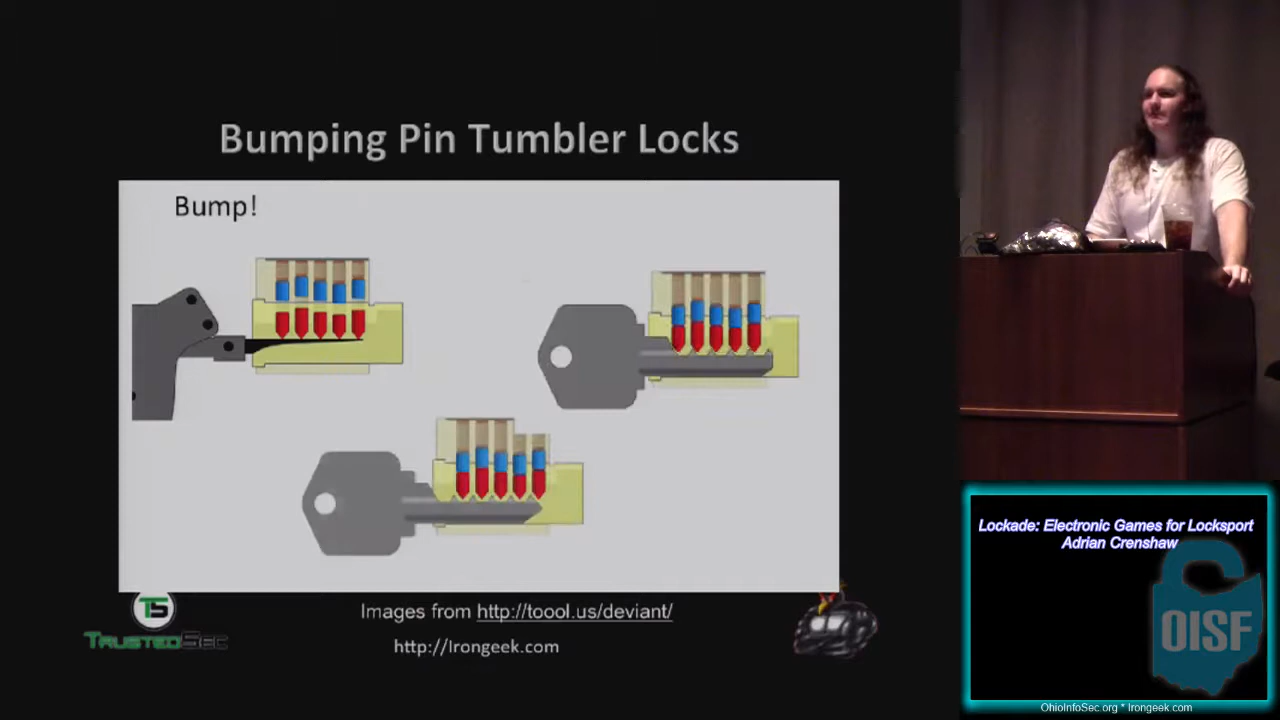 Bumping Pin Tumbler Locks
Bump!
Images from http://toool.us/deviant/
http://Irongeek.com
TS
TRUSTEDSEC
Lockade: Electronic Games for Locksport
Adrian Crenshaw
OISF
OhioInfoSec.org * Irongeek.com